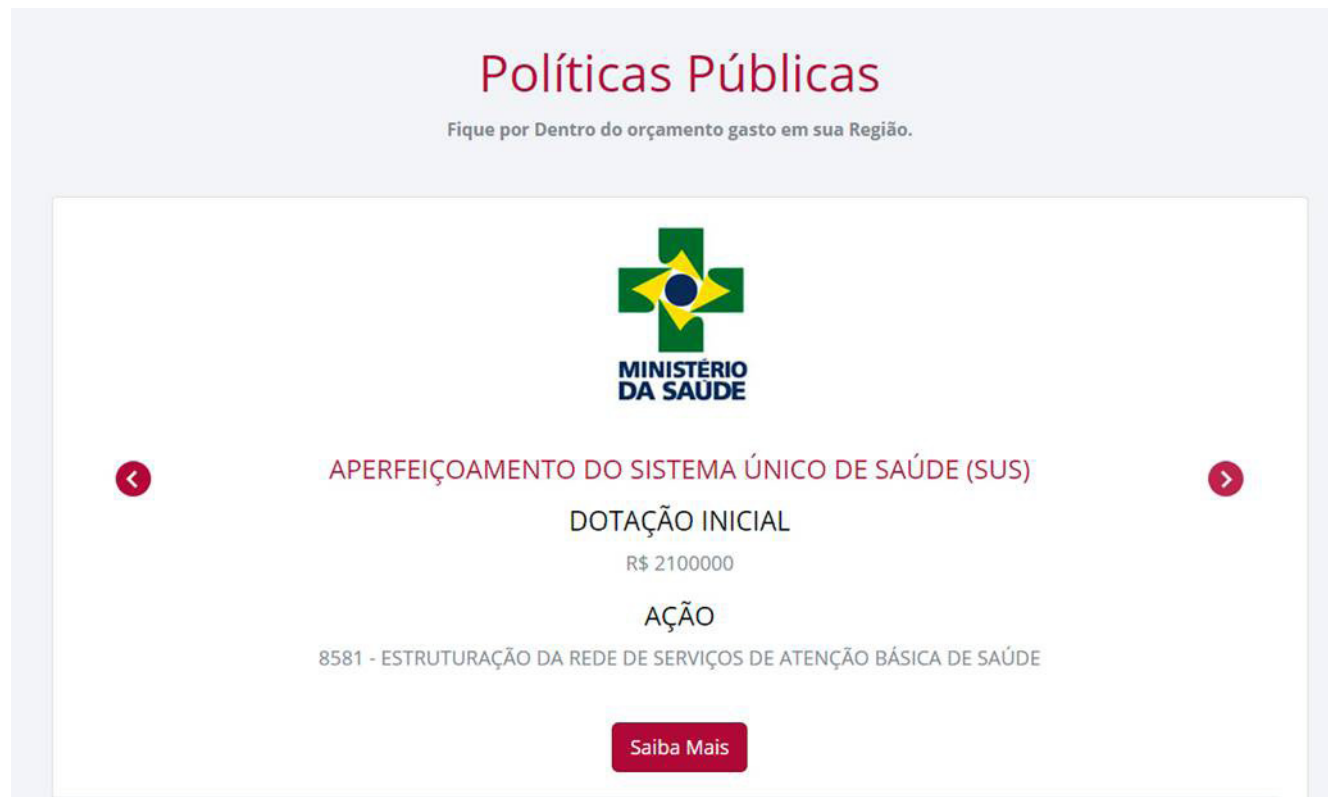 Políticas Públicas
Fique por Dentro do orçamento gasto em sua Região.
MINISTÉRIO
DA SAÚDE
APERFEIÇOAMENTO DO SISTEMA ÚNICO DE SAÚDE (SUS)
DOTAÇÃO INICIAL
R$ 2100000
AÇÃO
8581 - ESTRUTURAÇÃO DA REDE DE SERVIÇOS DE ATENÇÃO BÁSICA DE SAÚDE
Saiba Mais